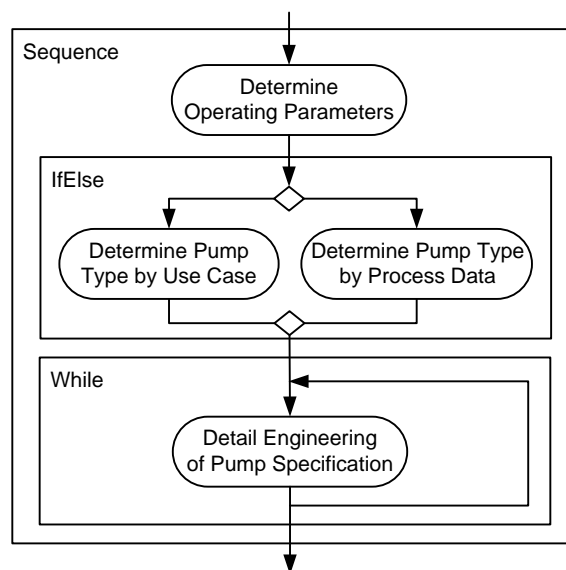 Sequence
Determine
Operating Parameters
IfElse
Determine Pump
Type by Use Case
Determine Pump Type
by Process Data
While
Detail Engineering
of Pump Specification